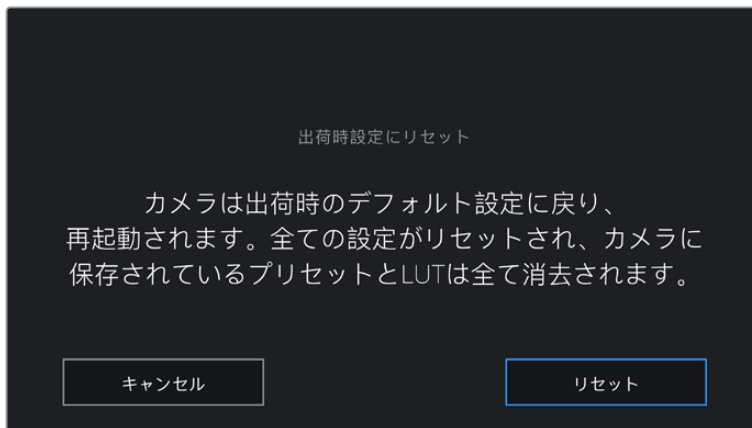 出荷時設定にリセット
カメラは出荷時のデフォルト設定に戻り、
再起動されます。全ての設定がリセットされ、カメラに
保存されているプリセットとLUTは全て消去されます。
キャンセル
リセット